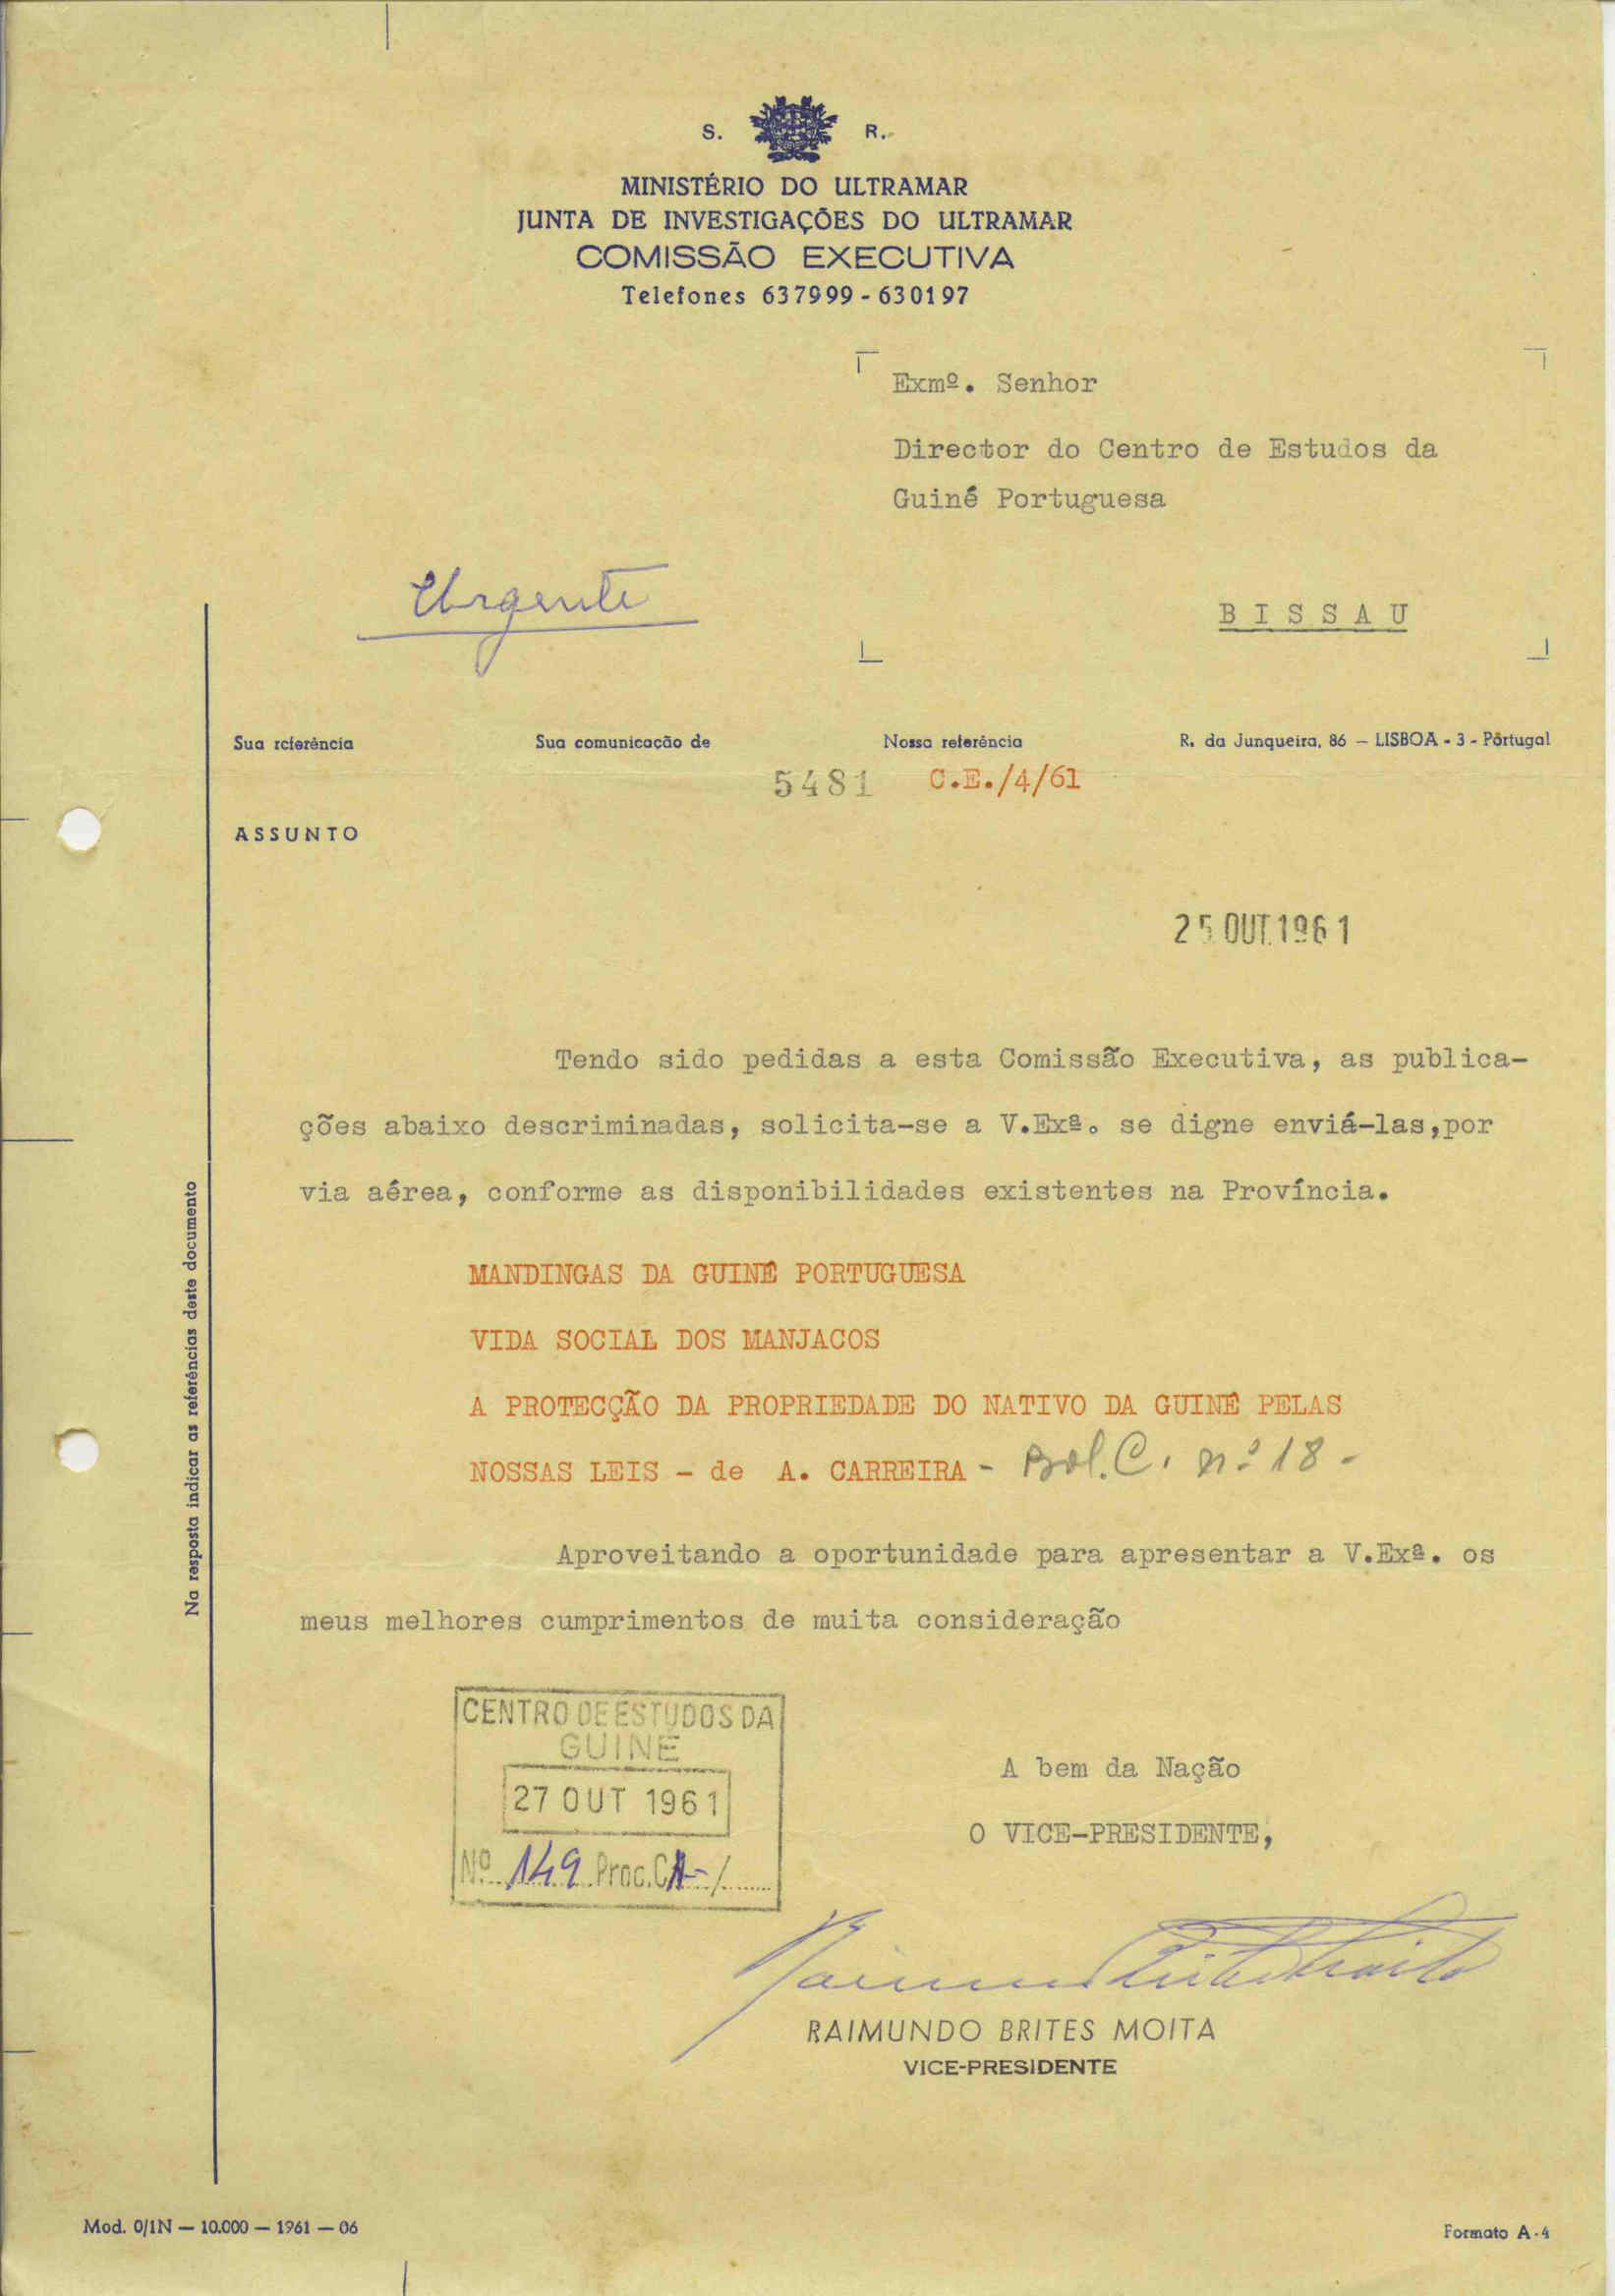 S. R.
MINISTÉRIO DO ULTRAMAR
JUNTA DE INVESTIGAÇÕES DO ULTRAMAR
COMISSÃO EXECUTIVA
Telefones 637999 - 630197
Exmº. Senhor
Director do Centro de Estudos da
Guiné Portuguesa
Urgente
BISSAU
Sua referência Sua comunicação de Nossa referência R. da Junqueira, 86 — LISBOA - 3 - Pôrtugal
5481 C.E./4/61
ASSUNTO
25 OUT. 1961
Tendo sido pedidas a esta Comissão Executiva, as publica-
ções abaixo descriminadas, solicita-se a V.Exª. se digne enviá-las,por
via aérea, conforme as disponibilidades existentes na Província.
MANDINGAS DA GUINÉ PORTUGUESA
VIDA SOCIAL DOS MANJACOS
A PROTECÇÃO DA PROPRIEDADE DO NATIVO DA GUINÉ PELAS
NOSSAS LEIS - de A. CARREIRA - Bol. C. nº 18 -
Aproveitando a oportunidade para apresentar a V.Exª. os
meus melhores cumprimentos de muita consideração
CENTRO DE ESTUDOS DA
GUINÉ
27 OUT 1961
Nº 149 Proc. CA-/
A bem da Nação
O VICE-PRESIDENTE,
Raimundo Brites Moita
RAIMUNDO BRITES MOITA
VICE-PRESIDENTE
Na resposta indicar as referências deste documento
Mod. 0/1N — 10.000 — 1961 — 06
Formato A-4